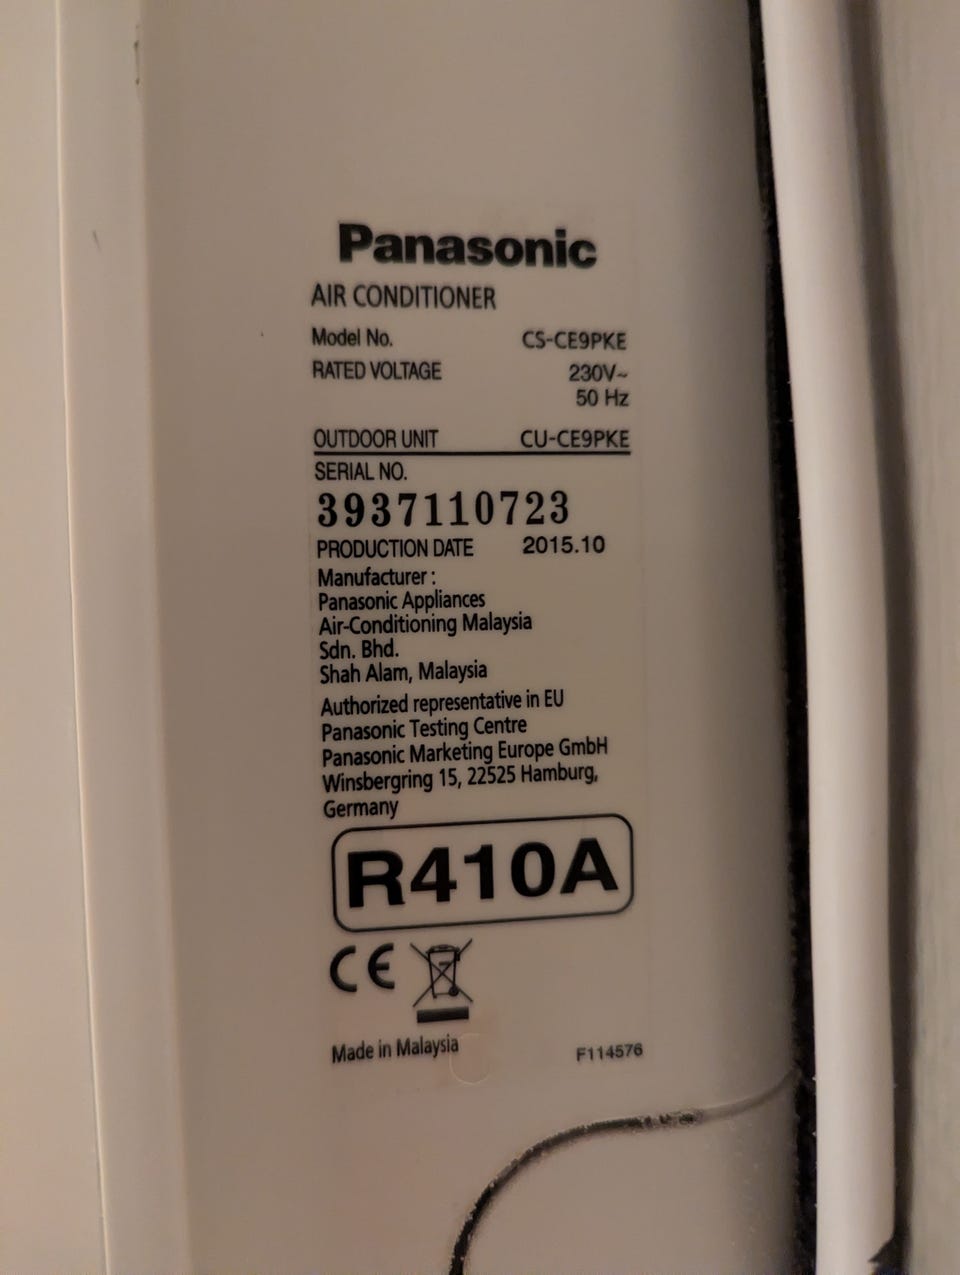 Panasonic
AIR CONDITIONER
Model No. CS-CE9PKE
RATED VOLTAGE 230V~
50 Hz
OUTDOOR UNIT CU-CE9PKE
SERIAL NO.
3937110723
PRODUCTION DATE 2015.10
Manufacturer :
Panasonic Appliances
Air-Conditioning Malaysia
Sdn. Bhd.
Shah Alam, Malaysia
Authorized representative in EU
Panasonic Testing Centre
Panasonic Marketing Europe GmbH
Winsbergring 15, 22525 Hamburg,
Germany
R410A
CE
Made in Malaysia F114576